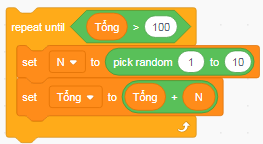 repeat until Tổng > 100
set N to pick random 1 to 10
set Tổng to Tổng + N